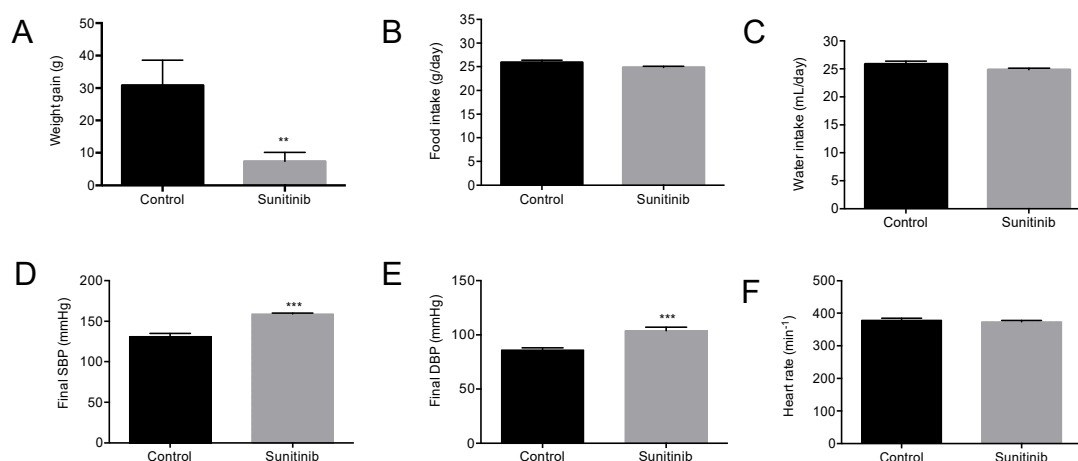 A
Weight gain (g)
50
40
30
20
10
0
**
Control
Sunitinib
B
Food intake (g/day)
35
30
25
20
15
10
5
0
Control
Sunitinib
C
Water intake (mL/day)
30
25
20
15
10
5
0
Control
Sunitinib
D
Final SBP (mmHg)
200
150
100
50
0
***
Control
Sunitinib
E
Final DBP (mmHg)
150
100
50
0
***
Control
Sunitinib
F
Heart rate (min⁻¹)
500
400
300
200
100
0
Control
Sunitinib